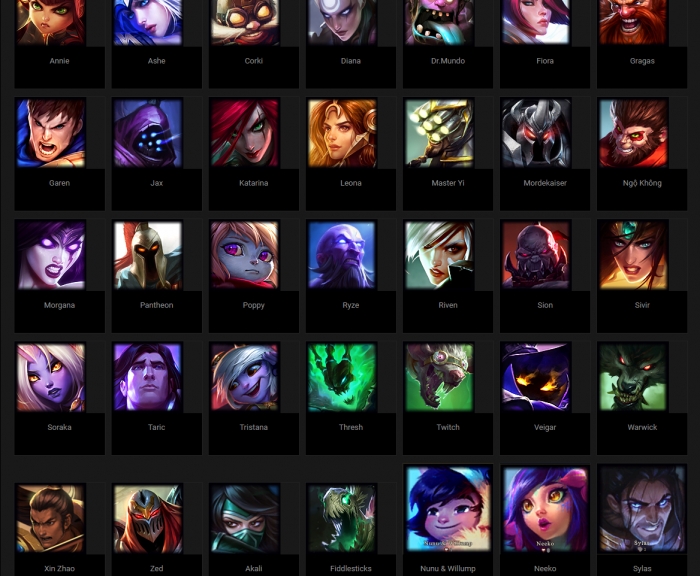 Annie
Ashe
Corki
Diana
Dr.Mundo
Fiora
Gragas
Garen
Jax
Katarina
Leona
Master Yi
Mordekaiser
Ngộ Không
Morgana
Pantheon
Poppy
Ryze
Riven
Sion
Sivir
Soraka
Taric
Tristana
Thresh
Twitch
Veigar
Warwick
Nunu & Willump
Neeko
Sylas
Xin Zhao
Zed
Akali
Fiddlesticks
Nunu & Willump
Neeko
Sylas